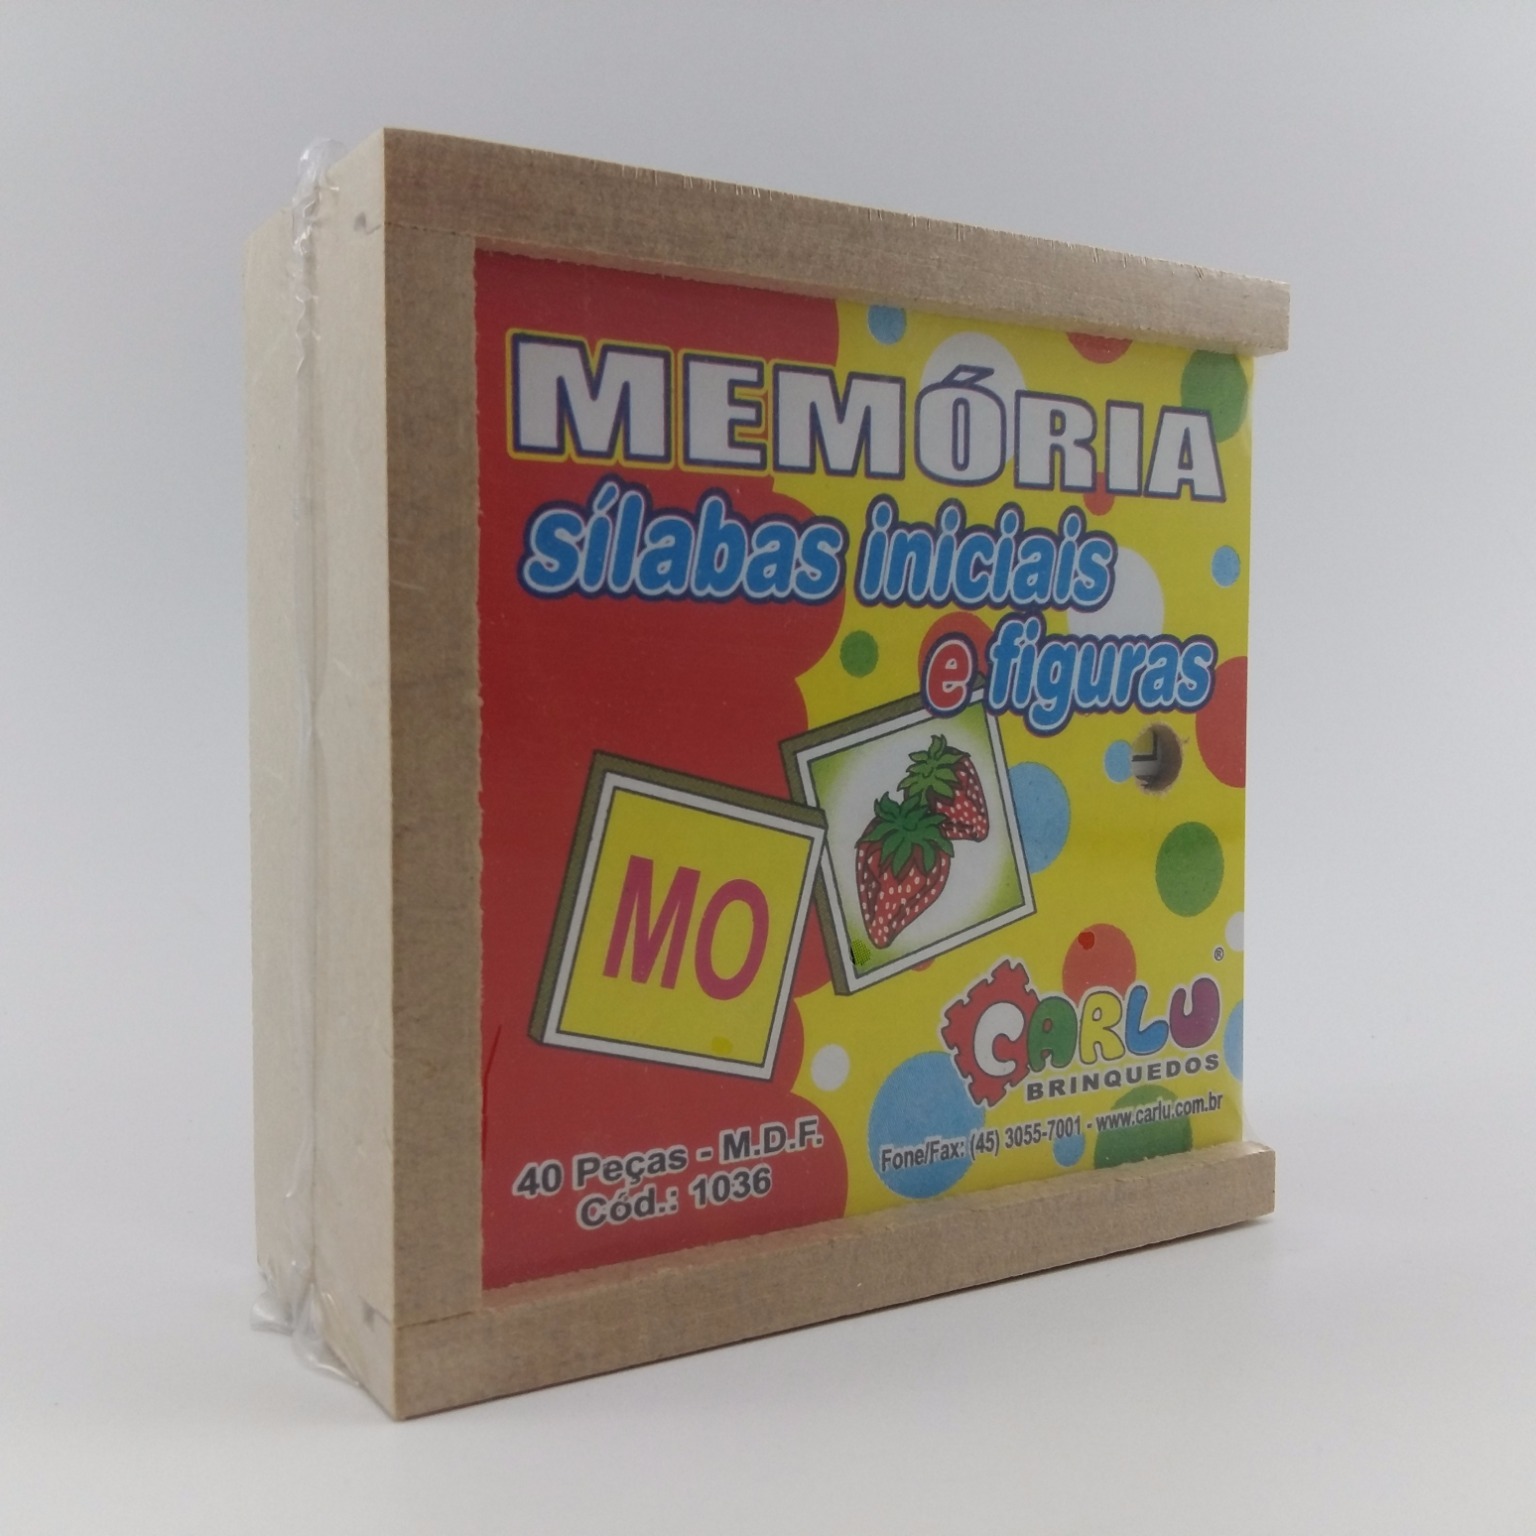 MEMÓRIA
sílabas iniciais
e figuras
MO
CARLU®
BRINQUEDOS
40 Peças - M.D.F.
Cód.: 1036
Fone/Fax: (45) 3055-7001 - www.carlu.com.br